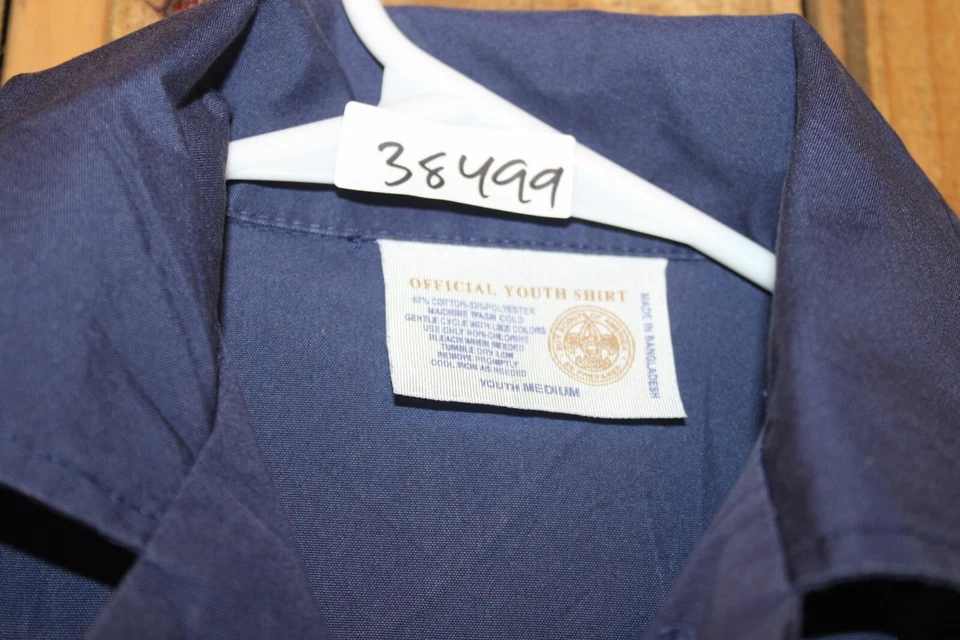 38499
OFFICIAL YOUTH SHIRT
MACHINE WASH COLD
GENTLE CYCLE WITH LIKE COLORS
USE ONLY NON-CHLORINE
BLEACH WHEN NEEDED
TUMBLE DRY LOW
REMOVE PROMPTLY
COOL IRON AS NEEDED
YOUTH MEDIUM
MADE IN BANGLADESH